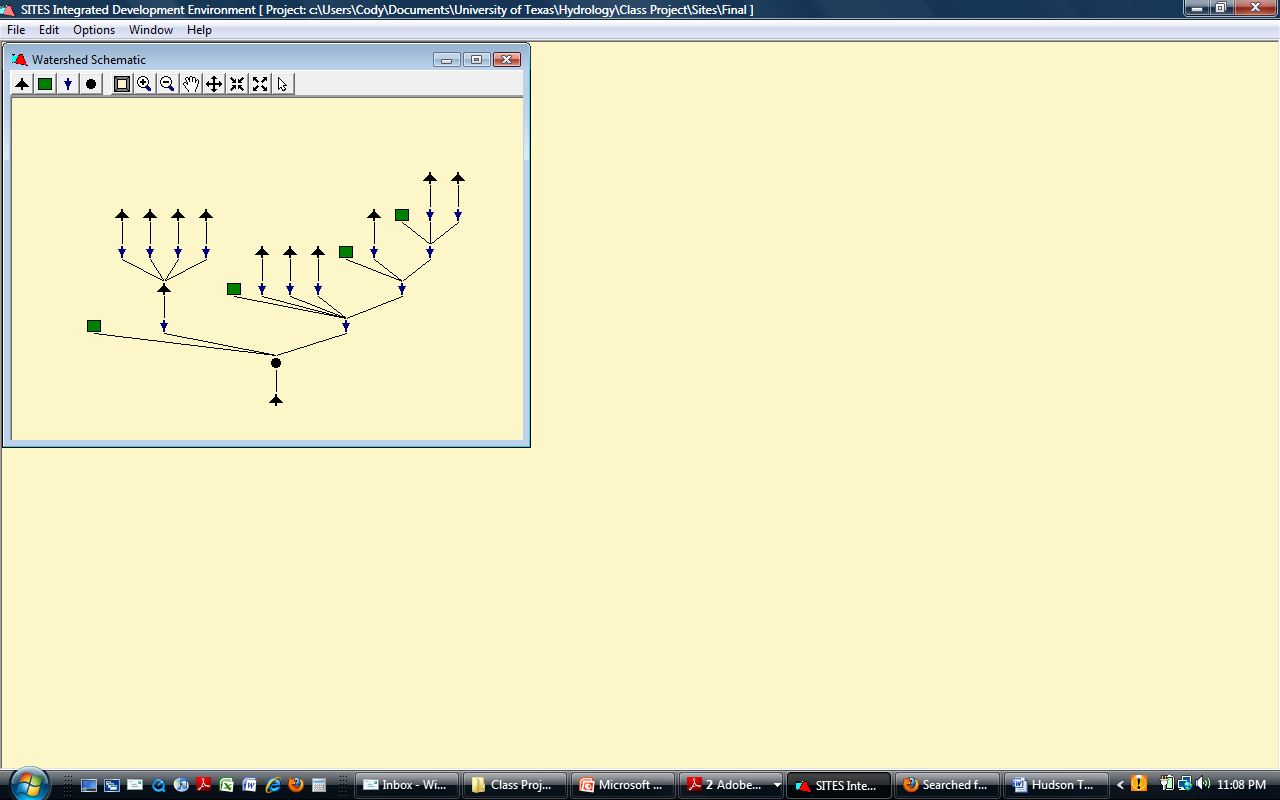 SITES Integrated Development Environment [ Project: c:\Users\Cody\Documents\University of Texas\Hydrology\Class Project\Sites\Final ]
File Edit Options Window Help
Watershed Schematic
Inbox - Wi... Class Proj... Microsoft ... 2 Adobe... SITES Inte... Searched f... Hudson T... 11:08 PM